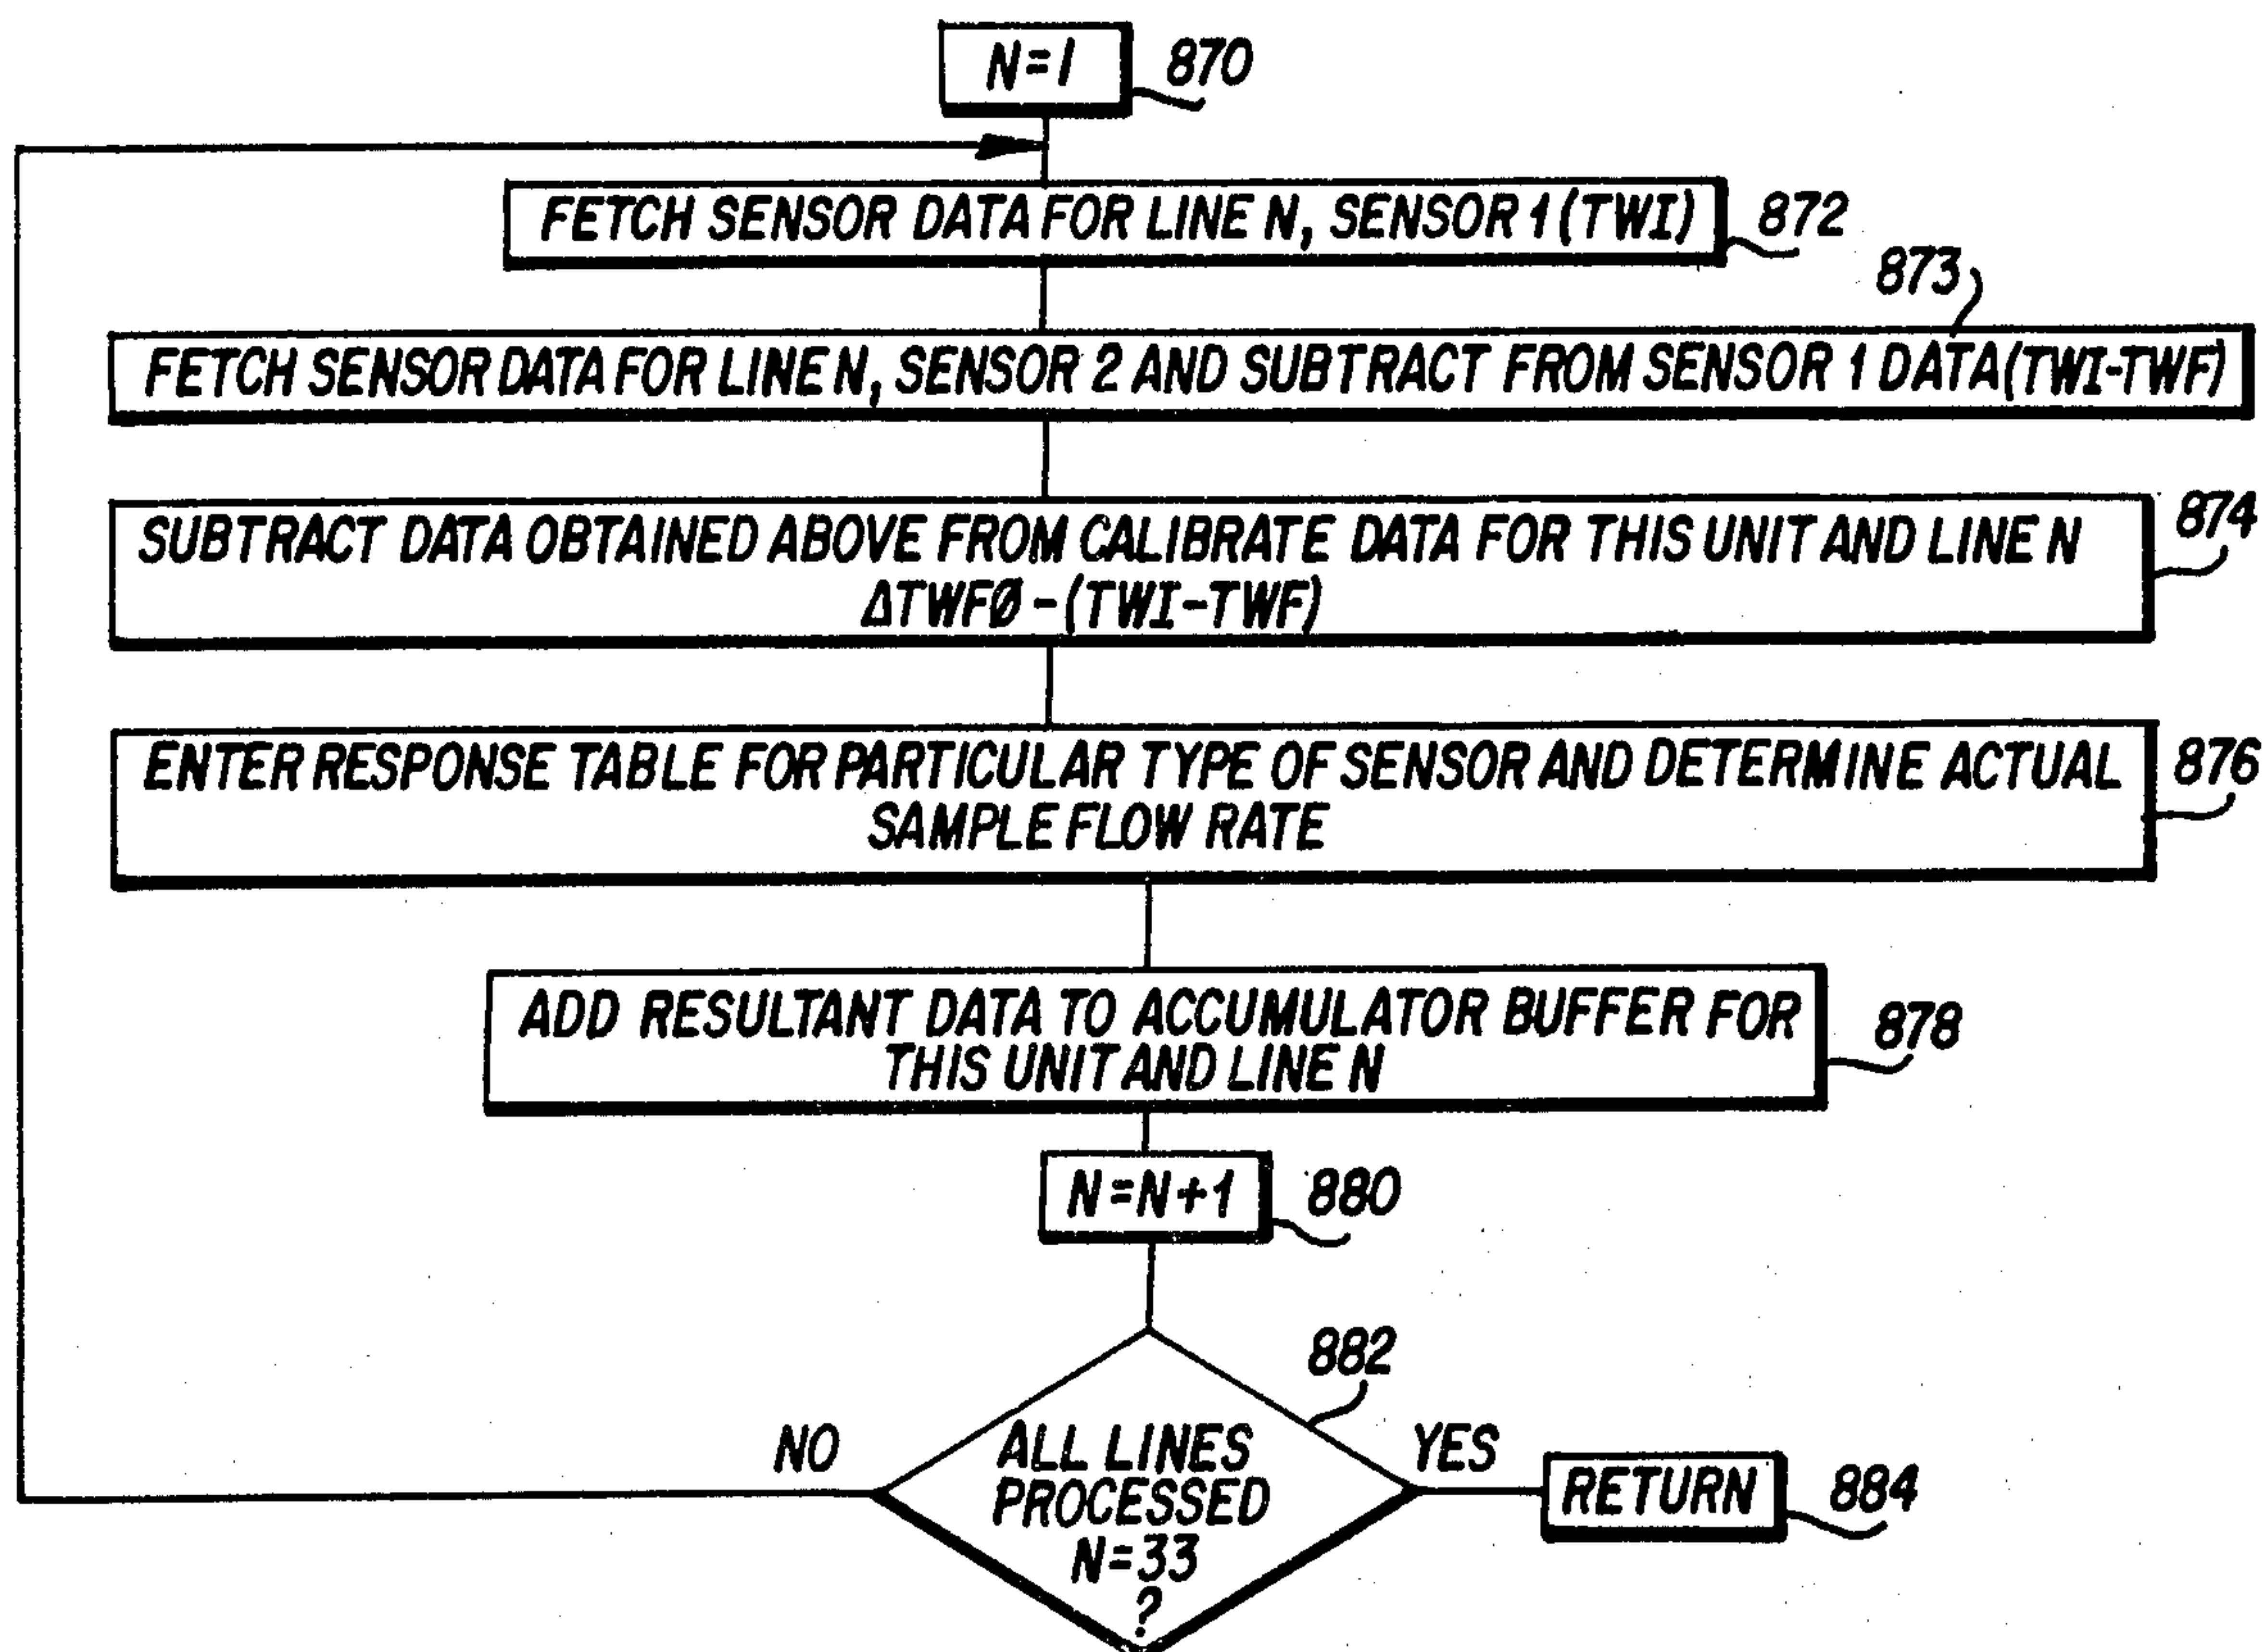 N=1
870
FETCH SENSOR DATA FOR LINE N, SENSOR 1 (TWI)
872
873
FETCH SENSOR DATA FOR LINE N, SENSOR 2 AND SUBTRACT FROM SENSOR 1 DATA (TWI-TWF)
SUBTRACT DATA OBTAINED ABOVE FROM CALIBRATE DATA FOR THIS UNIT AND LINE N
ΔTWFØ-(TWI-TWF)
874
ENTER RESPONSE TABLE FOR PARTICULAR TYPE OF SENSOR AND DETERMINE ACTUAL
SAMPLE FLOW RATE
876
ADD RESULTANT DATA TO ACCUMULATOR BUFFER FOR
THIS UNIT AND LINE N
878
N=N+1
880
882
NO
ALL LINES
PROCESSED
N=33
?
YES
RETURN
884